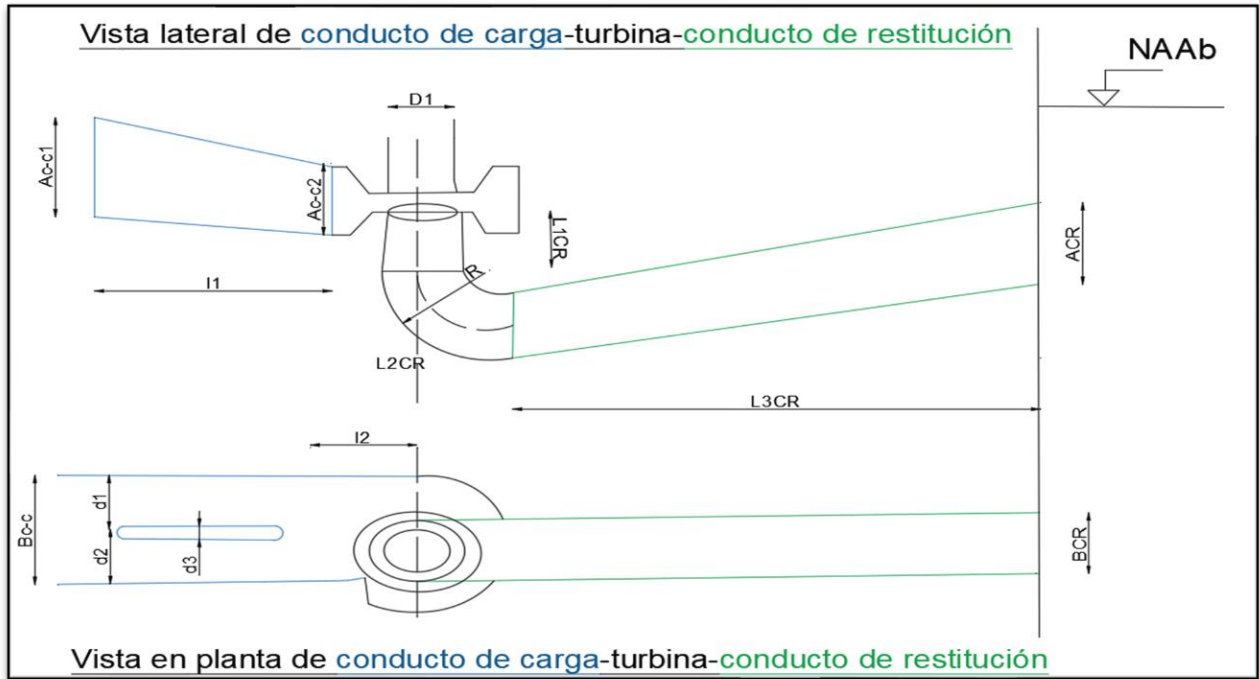 Vista lateral de conducto de carga-turbina-conducto de restitución
NAAb
D1
Ac-c1
Ac-c2
L1CR
ACR
R
l1
L2CR
L3CR
l2
Bc-c
d1
d2
d3
BCR
Vista en planta de conducto de carga-turbina-conducto de restitución